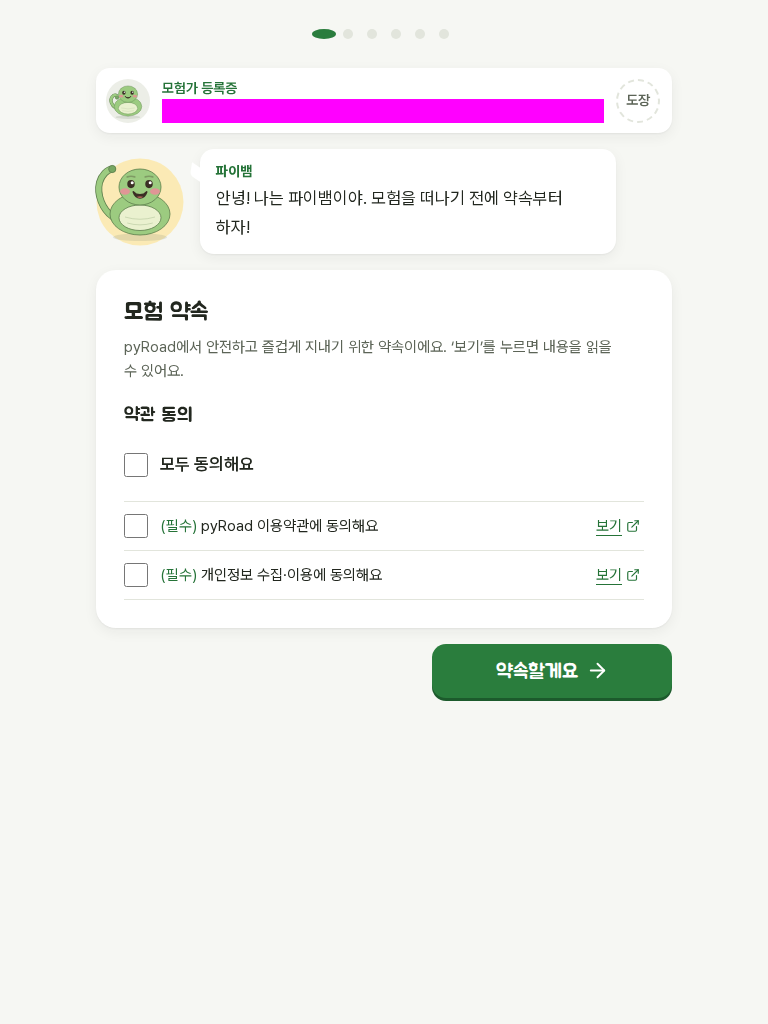 모험가 등록증
도장
파이뱀
안녕! 나는 파이뱀이야. 모험을 떠나기 전에 약속부터
하자!
모험 약속
pyRoad에서 안전하고 즐겁게 지내기 위한 약속이에요. ‘보기’를 누르면 내용을 읽을
수 있어요.
약관 동의
모두 동의해요
(필수) pyRoad 이용약관에 동의해요 보기
(필수) 개인정보 수집·이용에 동의해요 보기
약속할게요